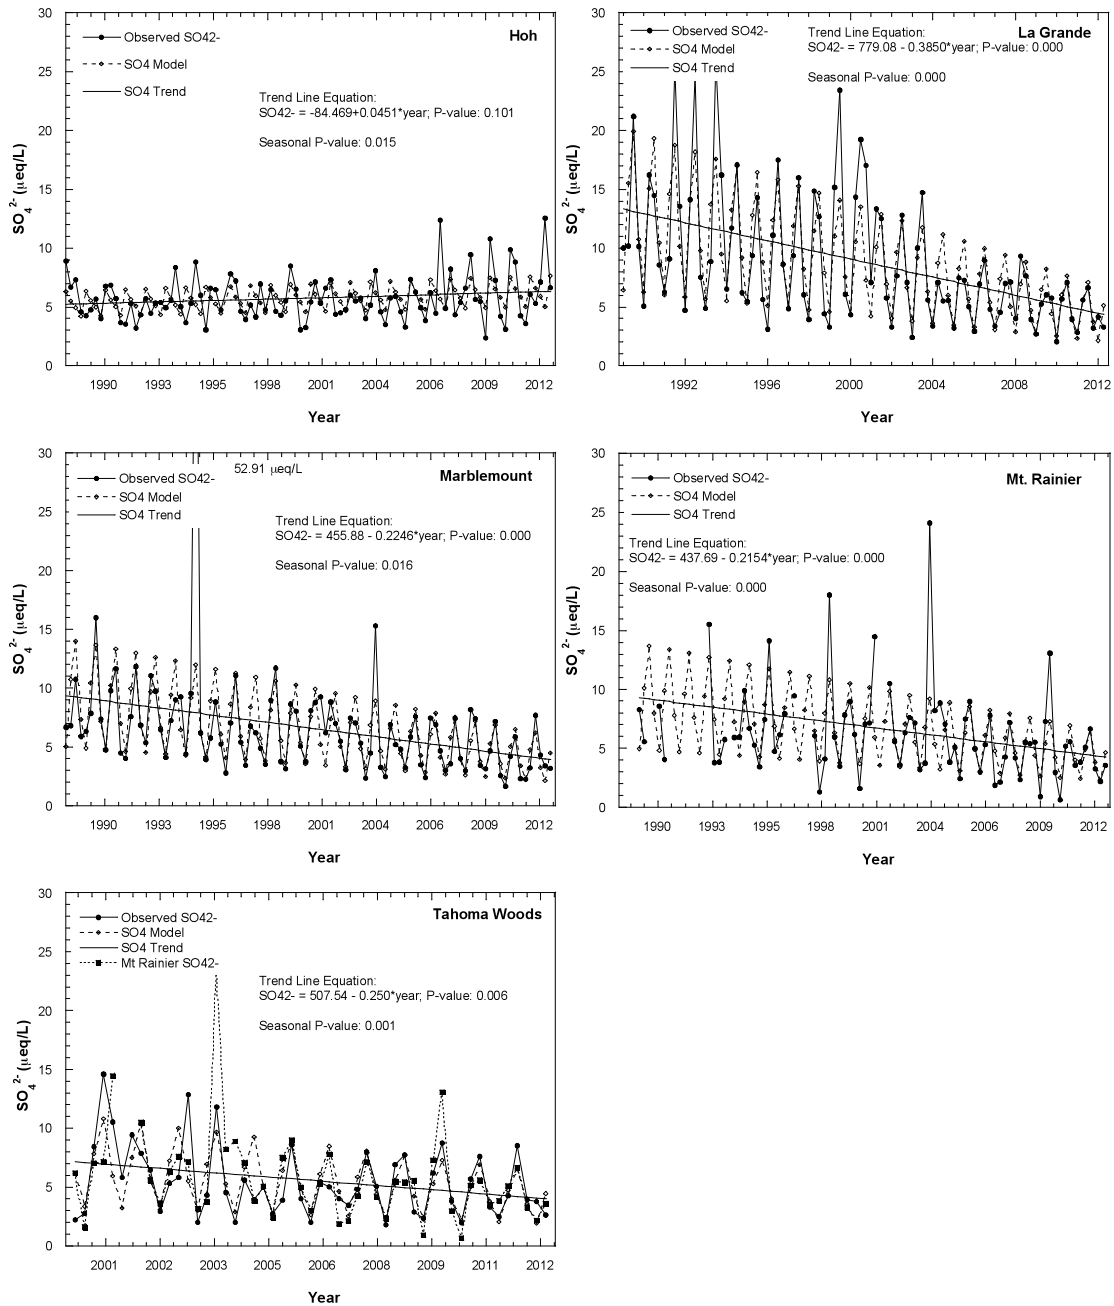 Hoh
Observed SO42-
SO4 Model
SO4 Trend
Trend Line Equation:
SO42- = -84.469+0.0451*year; P-value: 0.101
Seasonal P-value: 0.015
SO₄²⁻ (μeq/L)
30
25
20
15
10
5
0
1990 1993 1995 1998 2001 2004 2006 2009 2012
Year
La Grande
Observed SO42-
SO4 Model
SO4 Trend
Trend Line Equation:
SO42- = 779.08 - 0.3850*year; P-value: 0.000
Seasonal P-value: 0.000
SO₄²⁻ (μeq/L)
30
25
20
15
10
5
0
1992 1996 2000 2004 2008 2012
Year
Marblemount
52.91 μeq/L
Observed SO42-
SO4 Model
SO4 Trend
Trend Line Equation:
SO42- = 455.88 - 0.2246*year; P-value: 0.000
Seasonal P-value: 0.016
SO₄²⁻ (μeq/L)
30
25
20
15
10
5
0
1990 1993 1995 1998 2001 2004 2006 2009 2012
Year
Mt. Rainier
Observed SO42-
SO4 Model
SO4 Trend
Trend Line Equation:
SO42- = 437.69 - 0.2154*year; P-value: 0.000
Seasonal P-value: 0.000
SO₄²⁻ (μeq/L)
30
25
20
15
10
5
0
1990 1993 1995 1998 2001 2004 2006 2009 2012
Year
Tahoma Woods
Observed SO42-
SO4 Model
SO4 Trend
Mt Rainier SO42-
Trend Line Equation:
SO42- = 507.54 - 0.250*year; P-value: 0.006
Seasonal P-value: 0.001
SO₄²⁻ (μeq/L)
30
25
20
15
10
5
0
2001 2002 2003 2005 2006 2008 2009 2011 2012
Year